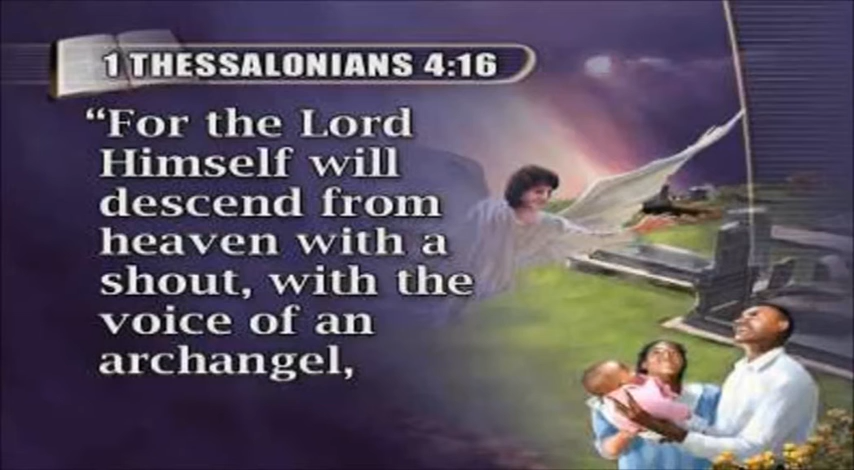 1 THESSALONIANS 4:16
“For the Lord
Himself will
descend from
heaven with a
shout, with the
voice of an
archangel,